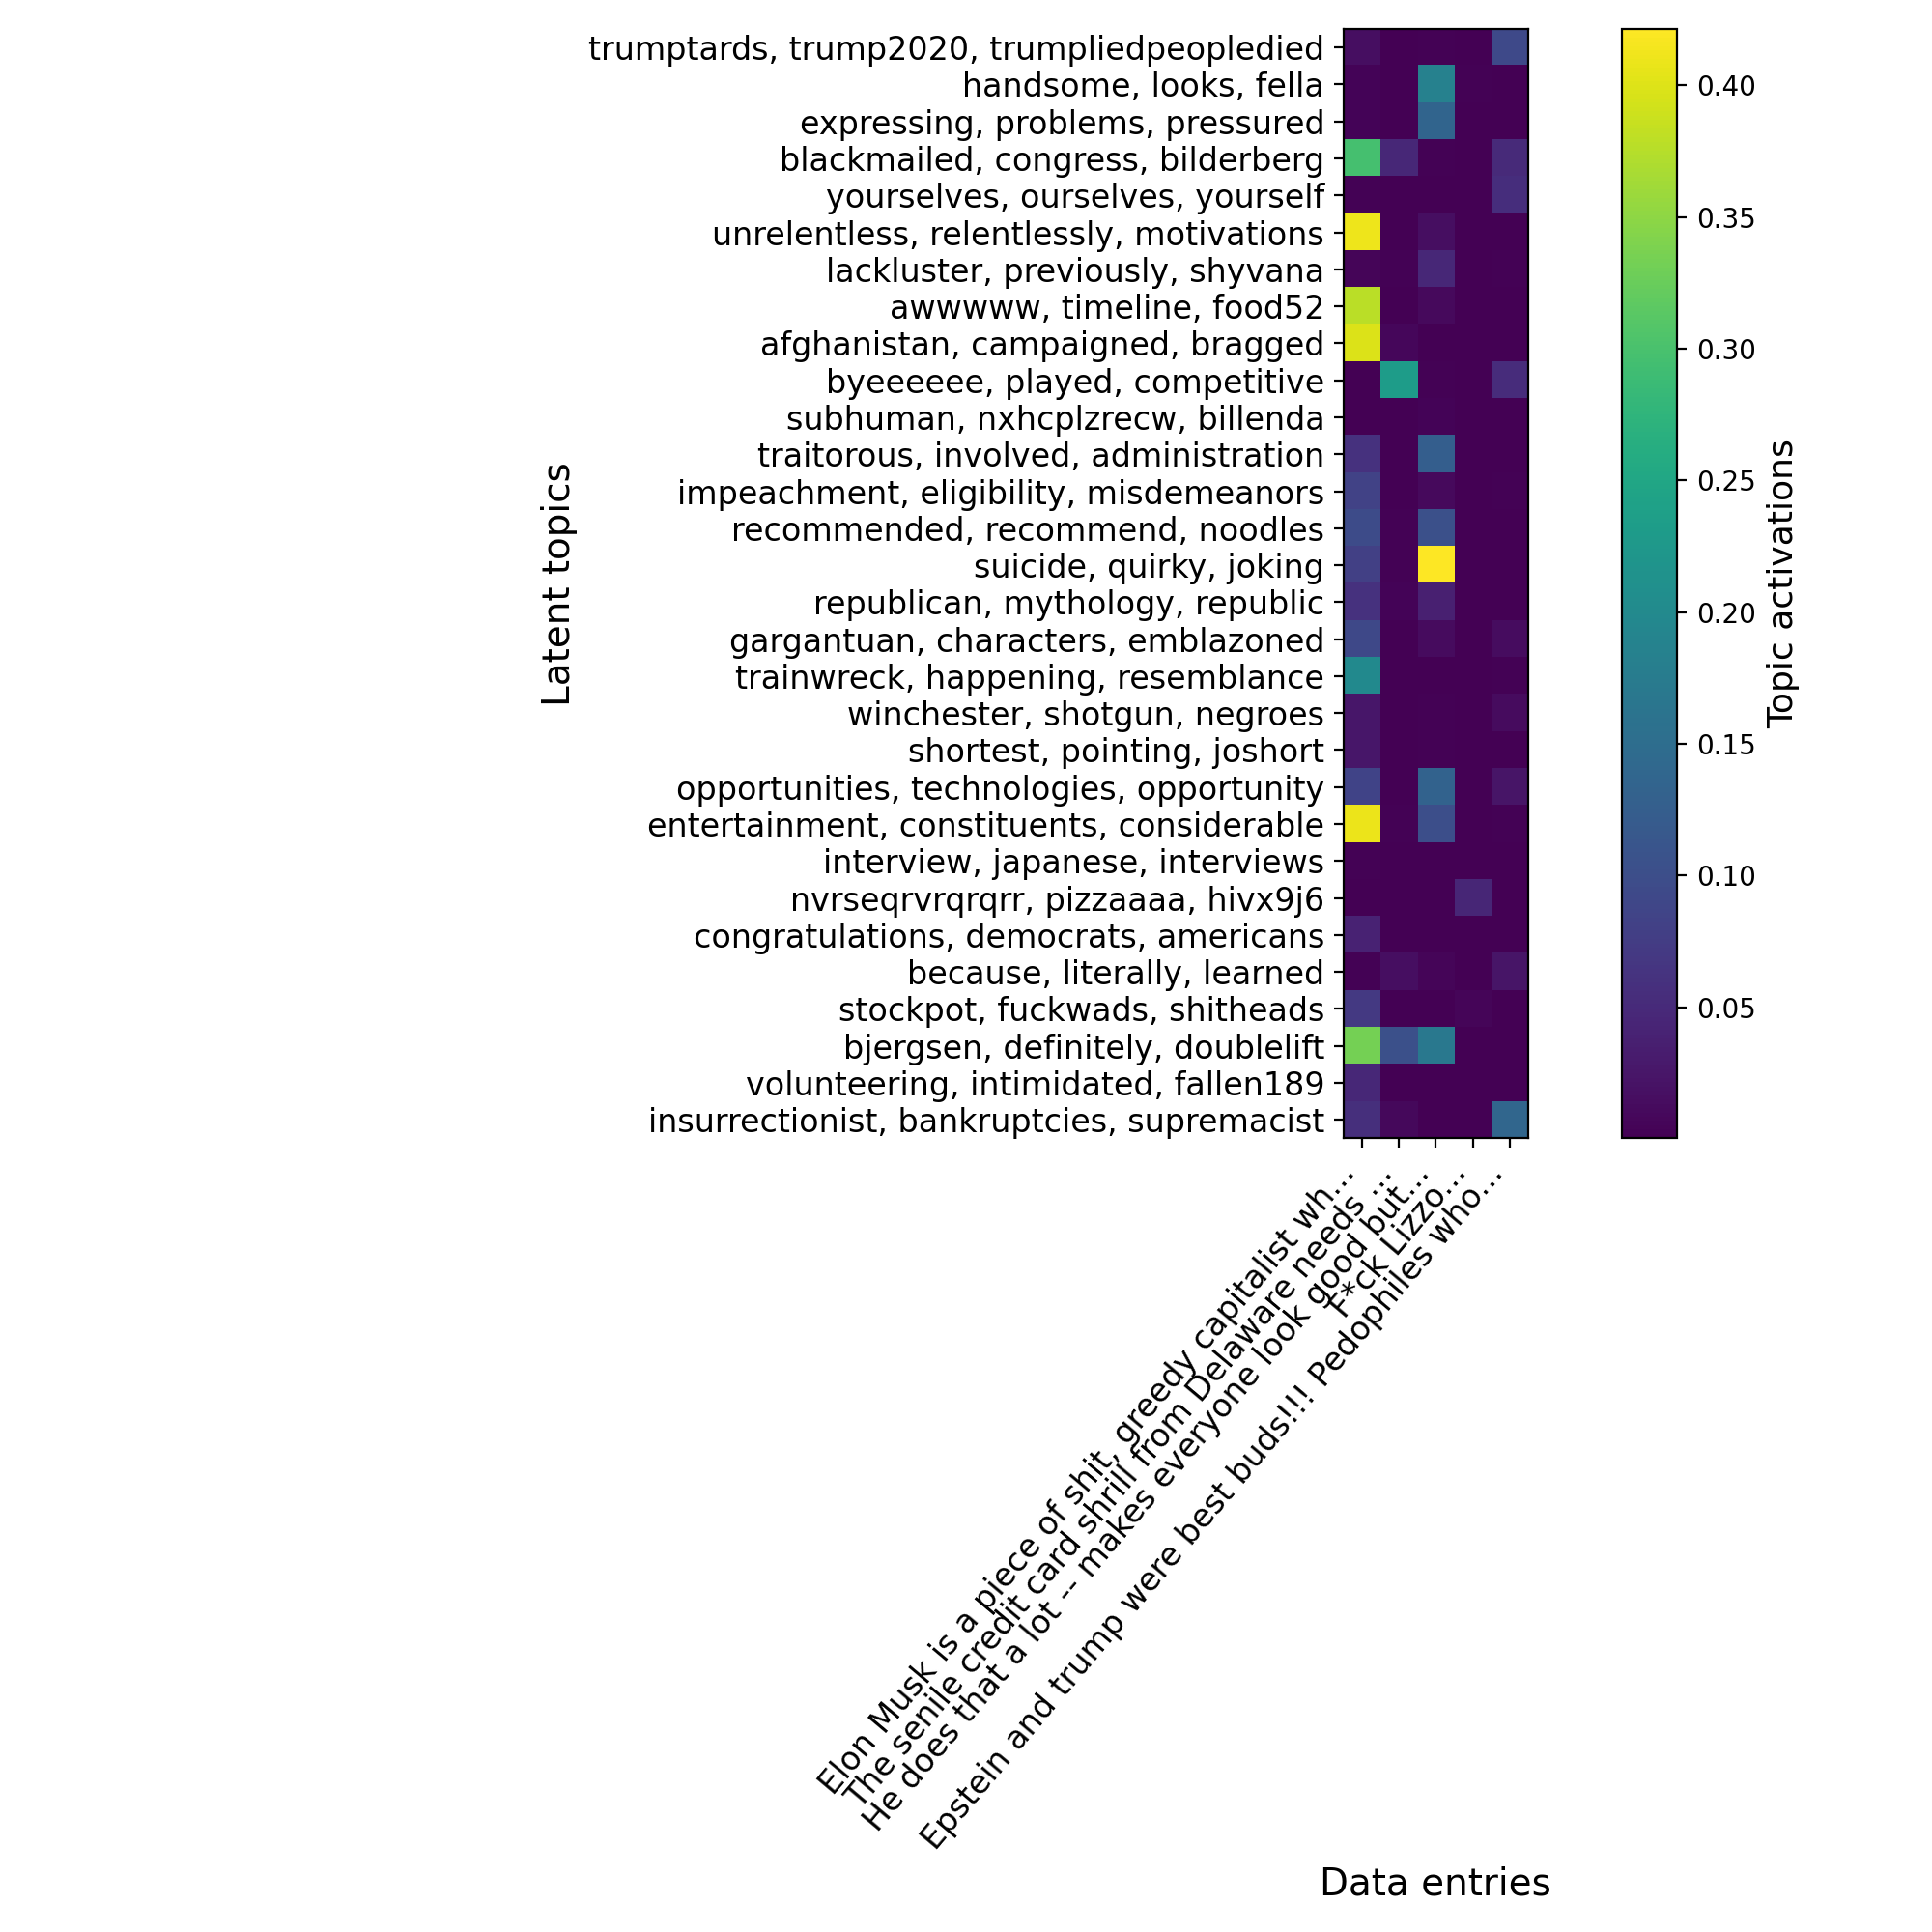 trumptards, trump2020, trumpliedpeopledied
handsome, looks, fella
expressing, problems, pressured
blackmailed, congress, bilderberg
yourselves, ourselves, yourself
unrelentless, relentlessly, motivations
lackluster, previously, shyvana
awwwww, timeline, food52
afghanistan, campaigned, bragged
byeeeeee, played, competitive
subhuman, nxhcplzrecw, billenda
traitorous, involved, administration
impeachment, eligibility, misdemeanors
recommended, recommend, noodles
suicide, quirky, joking
republican, mythology, republic
gargantuan, characters, emblazoned
trainwreck, happening, resemblance
winchester, shotgun, negroes
shortest, pointing, joshort
opportunities, technologies, opportunity
entertainment, constituents, considerable
interview, japanese, interviews
nvrseqrvrqrqrr, pizzaaaa, hivx9j6
congratulations, democrats, americans
because, literally, learned
stockpot, fuckwads, shitheads
bjergsen, definitely, doublelift
volunteering, intimidated, fallen189
insurrectionist, bankruptcies, supremacist
Latent topics
Elon Musk is a piece of shit, greedy capitalist wh...
The senile credit card shrill from Delaware needs ...
He does that a lot -- makes everyone look good but...
F*ck Lizzo...
Epstein and trump were best buds!!! Pedophiles who...
Data entries
0.40
0.35
0.30
0.25
0.20
0.15
0.10
0.05
Topic activations